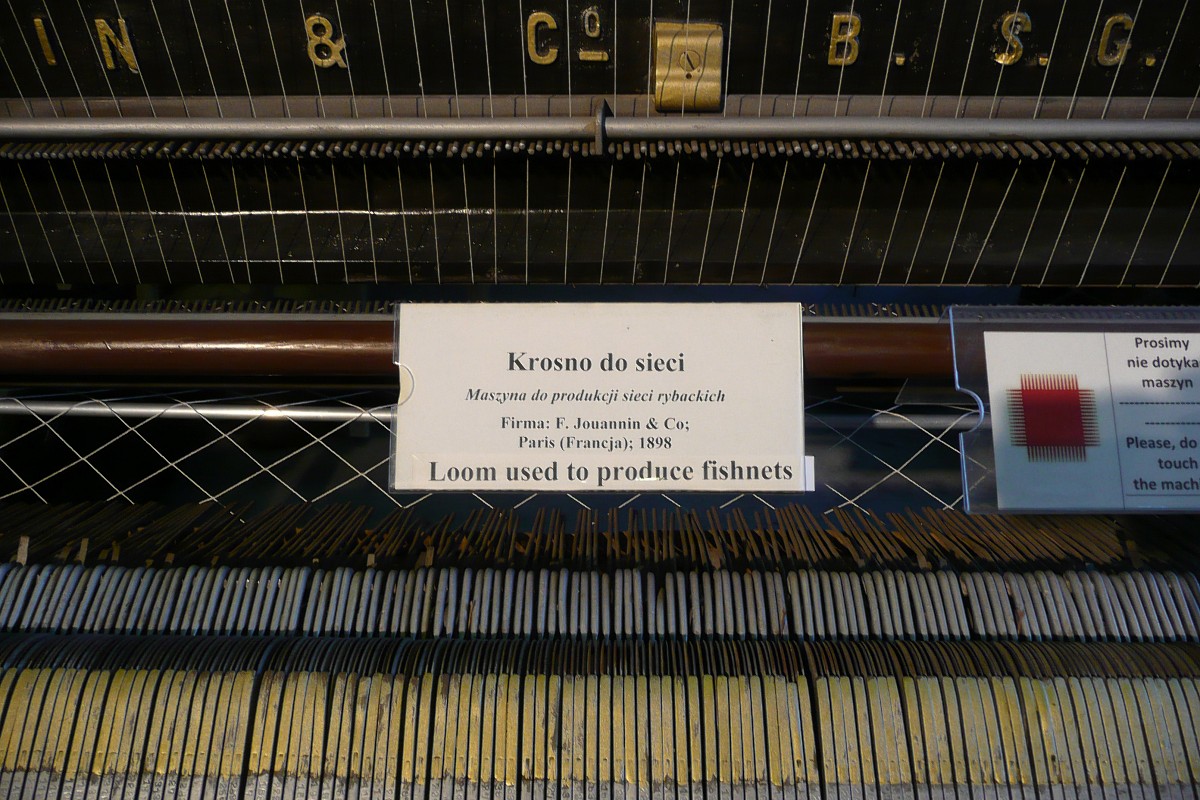 IN & Cº B.S.G.
Krosno do sieci
Maszyna do produkcji sieci rybackich
Firma: F. Jouannin & Co;
Paris (Francja); 1898
Loom used to produce fishnets
Prosimy
nie dotyka
maszyn
Please, do
touch
the machi